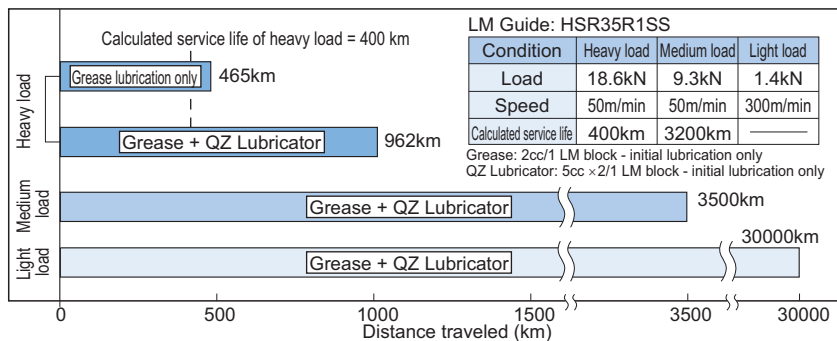 Calculated service life of heavy load = 400 km
Heavy load
Grease lubrication only
465km
Grease + QZ Lubricator
962km
LM Guide: HSR35R1SS
Condition Heavy load Medium load Light load
Load 18.6kN 9.3kN 1.4kN
Speed 50m/min 50m/min 300m/min
Calculated service life 400km 3200km ———
Grease: 2cc/1 LM block - initial lubrication only
QZ Lubricator: 5cc ×2/1 LM block - initial lubrication only
Medium
load
Grease + QZ Lubricator
3500km
Light
load
Grease + QZ Lubricator
30000km
0 500 1000 1500 3500 30000
Distance traveled (km)